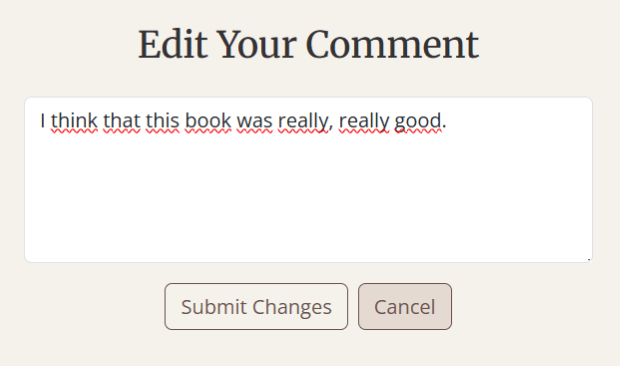 Edit Your Comment
I think that this book was really, really good.
Submit Changes
Cancel